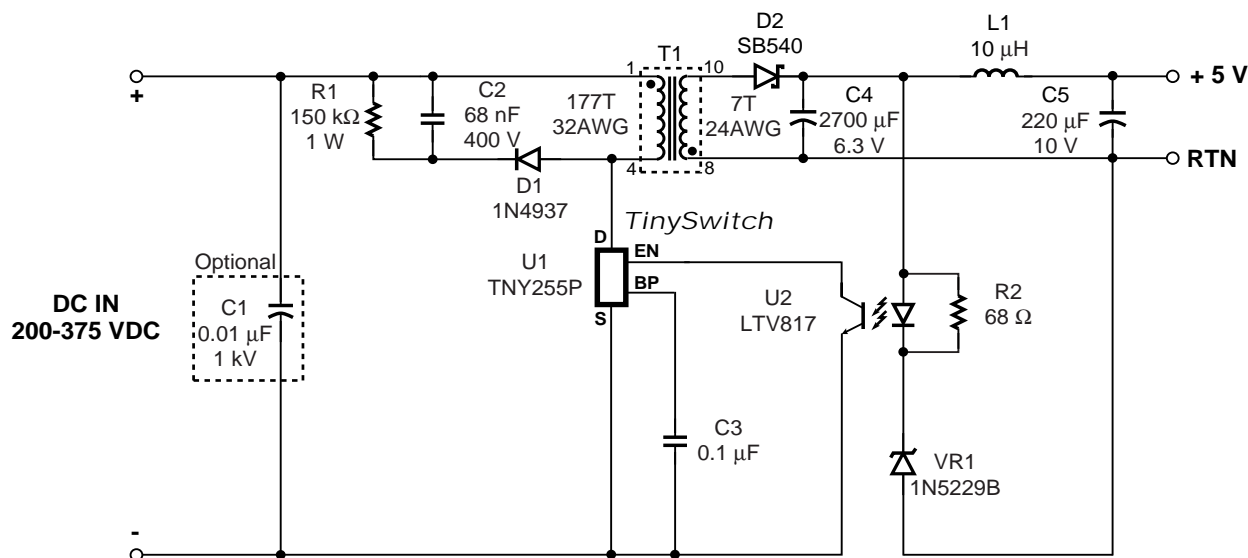 D2
SB540
L1
10 μH
T1
1
10
+
+ 5 V
R1
150 kΩ
1 W
C2
68 nF
400 V
177T
32AWG
7T
24AWG
C4
2700 μF
6.3 V
C5
220 μF
10 V
4
8
RTN
D1
1N4937
TinySwitch
D
EN
BP
S
U1
TNY255P
Optional
C1
0.01 μF
1 kV
DC IN
200-375 VDC
U2
LTV817
R2
68 Ω
C3
0.1 μF
VR1
1N5229B
-